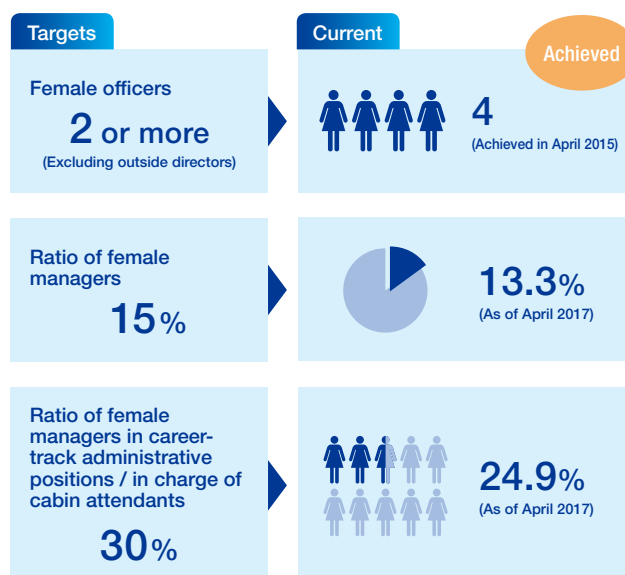 Targets
Current
Achieved
Female officers
2 or more
(Excluding outside directors)
4
(Achieved in April 2015)
Ratio of female
managers
15%
13.3%
(As of April 2017)
Ratio of female
managers in career-
track administrative
positions / in charge of
cabin attendants
30%
24.9%
(As of April 2017)